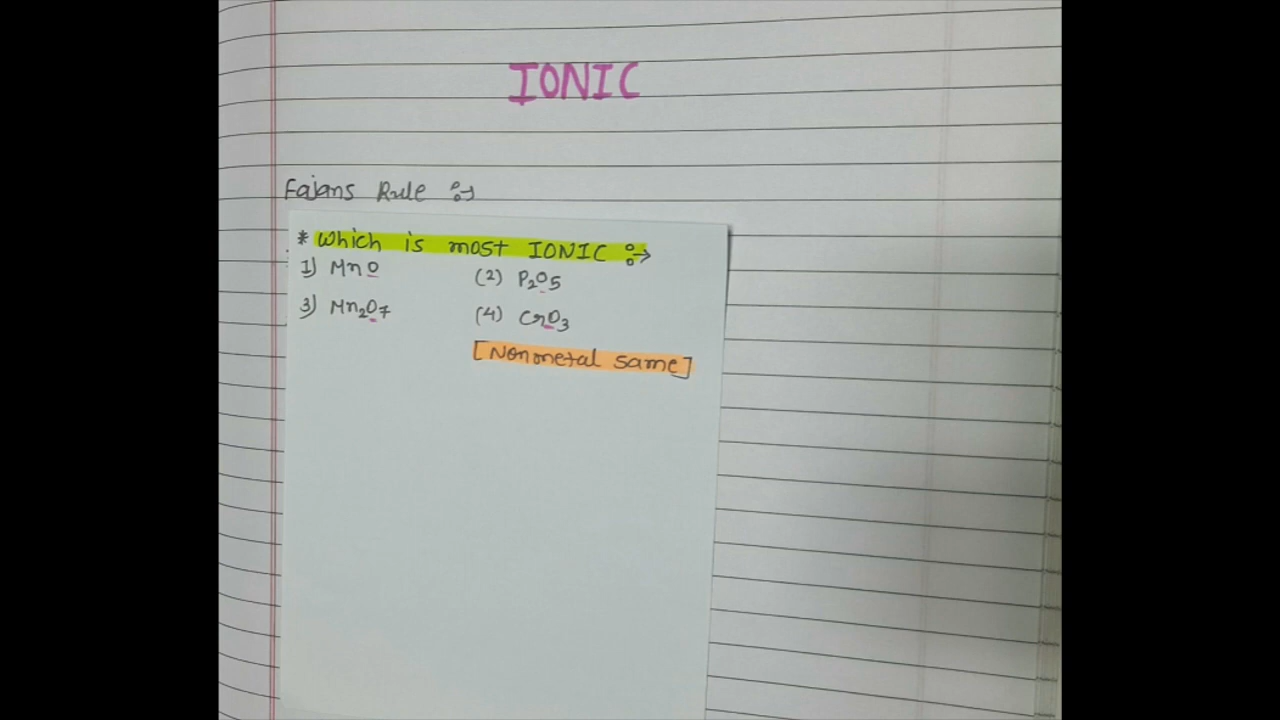 IONIC
Fajans Rule :→
* Which is most IONIC :→
1) MnO (2) P2O5
3) Mn2O7 (4) CrO3
[Nonmetal same]